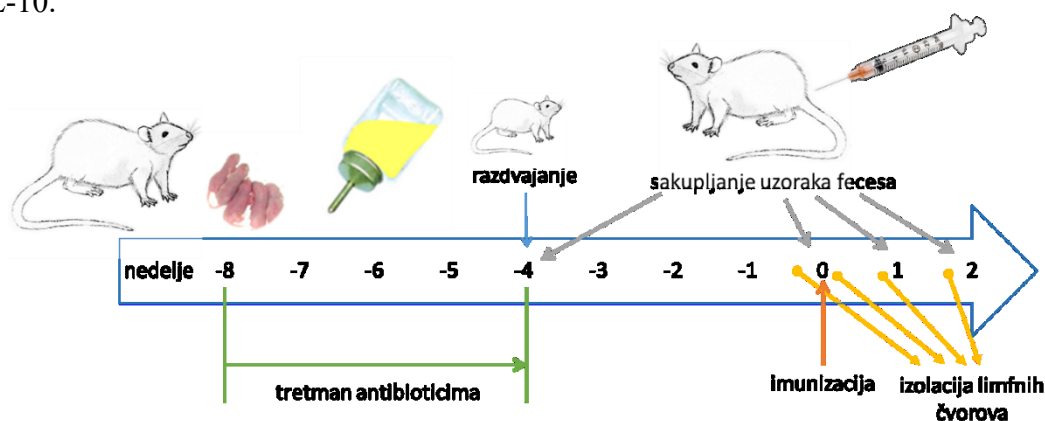 -10.
razdvajanje
sakupljanje uzoraka fecesa
nedelje -8 -7 -6 -5 -4 -3 -2 -1 0 1 2
tretman antibioticima
imunizacija
izolacija limfnih
čvorova